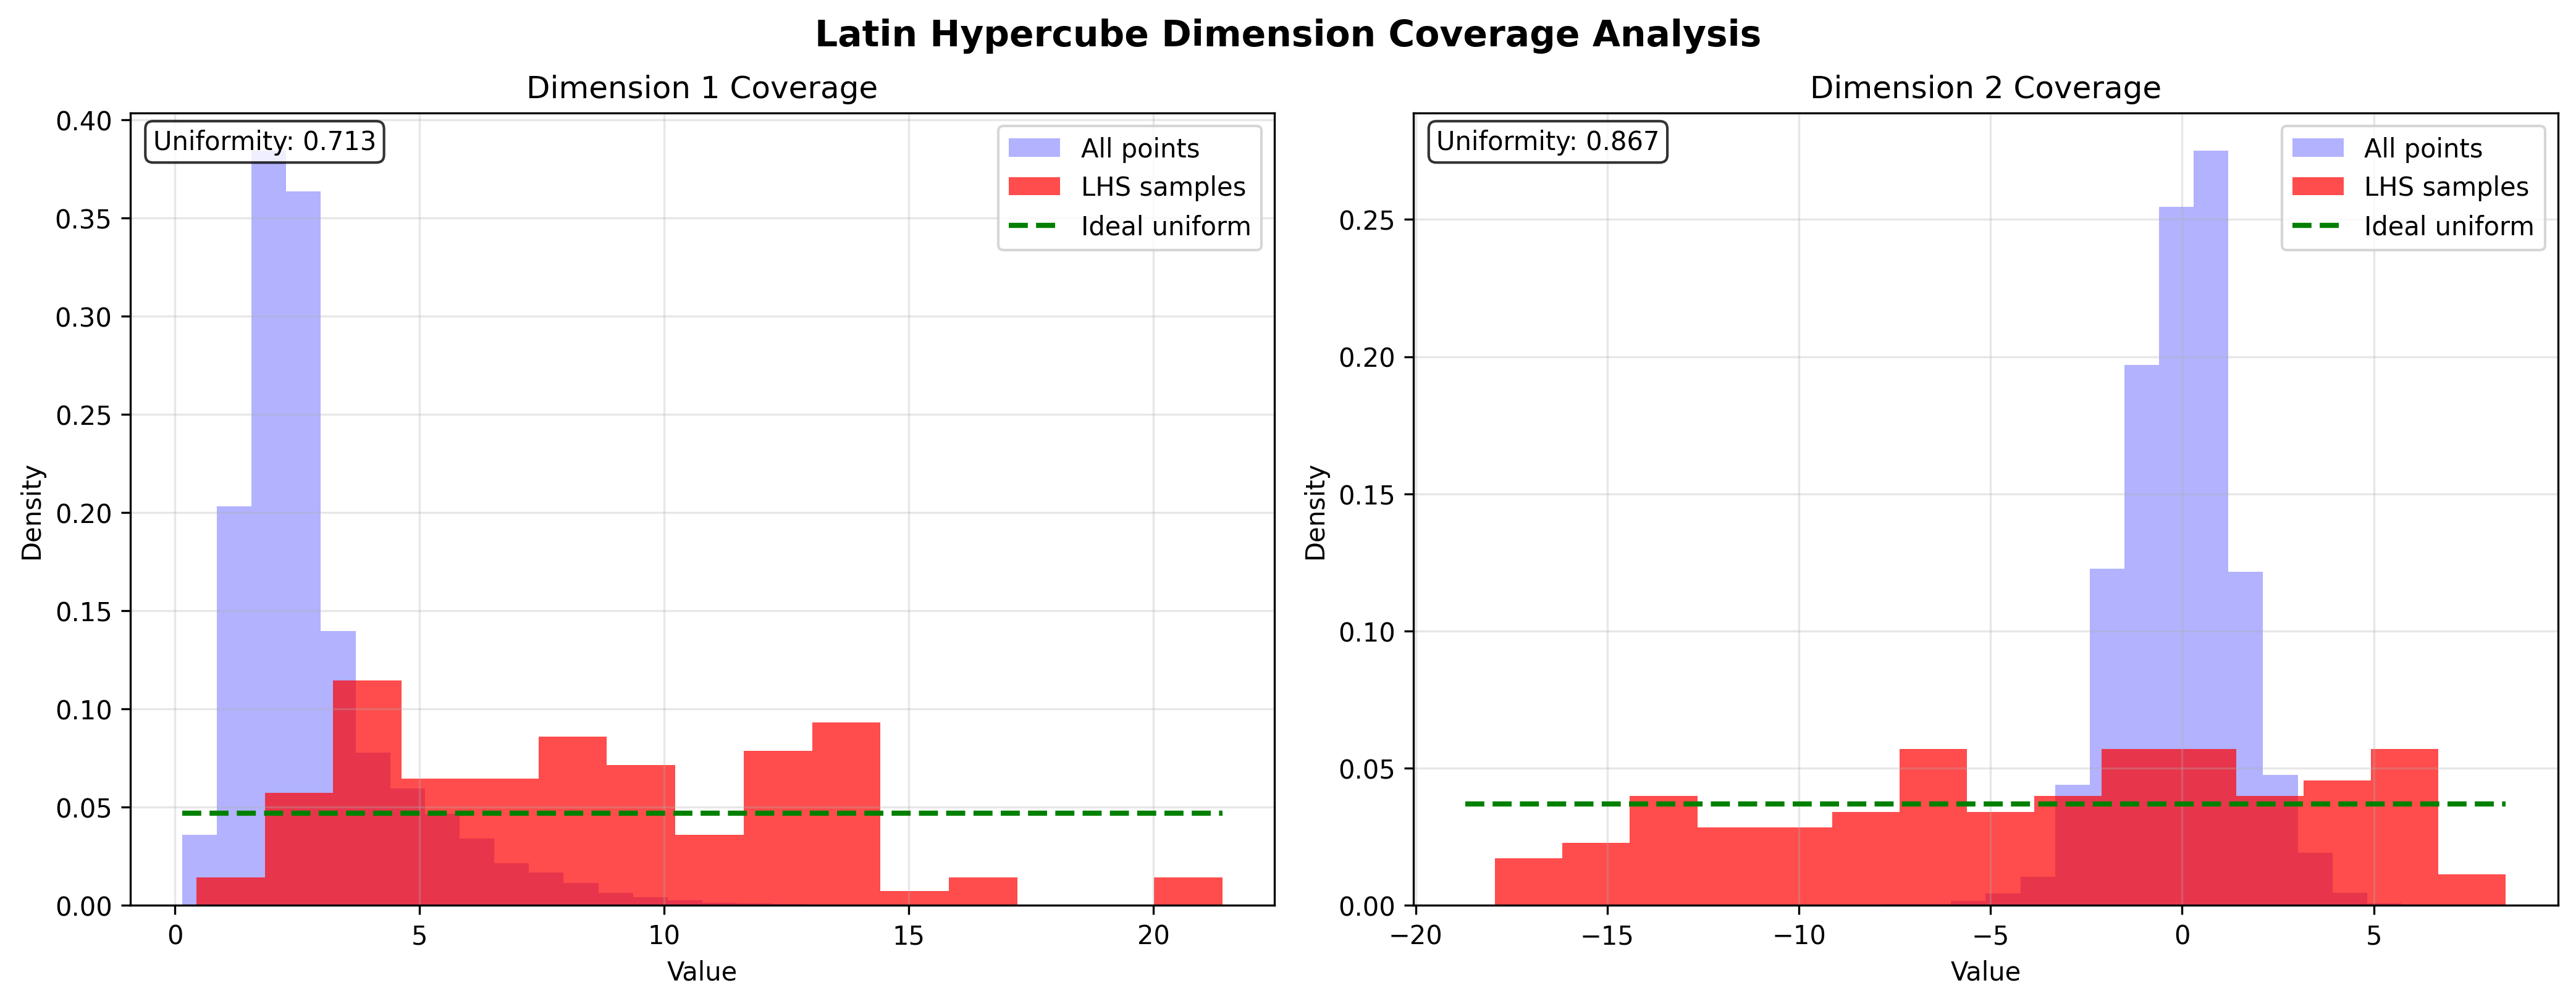 Latin Hypercube Dimension Coverage Analysis
Dimension 1 Coverage
Uniformity: 0.713
All points
LHS samples
Ideal uniform
0.40
0.35
0.30
0.25
0.20
0.15
0.10
0.05
0.00
Density
0
5
10
15
20
Value
Dimension 2 Coverage
Uniformity: 0.867
All points
LHS samples
Ideal uniform
0.25
0.20
0.15
0.10
0.05
0.00
Density
−20
−15
−10
−5
0
5
Value